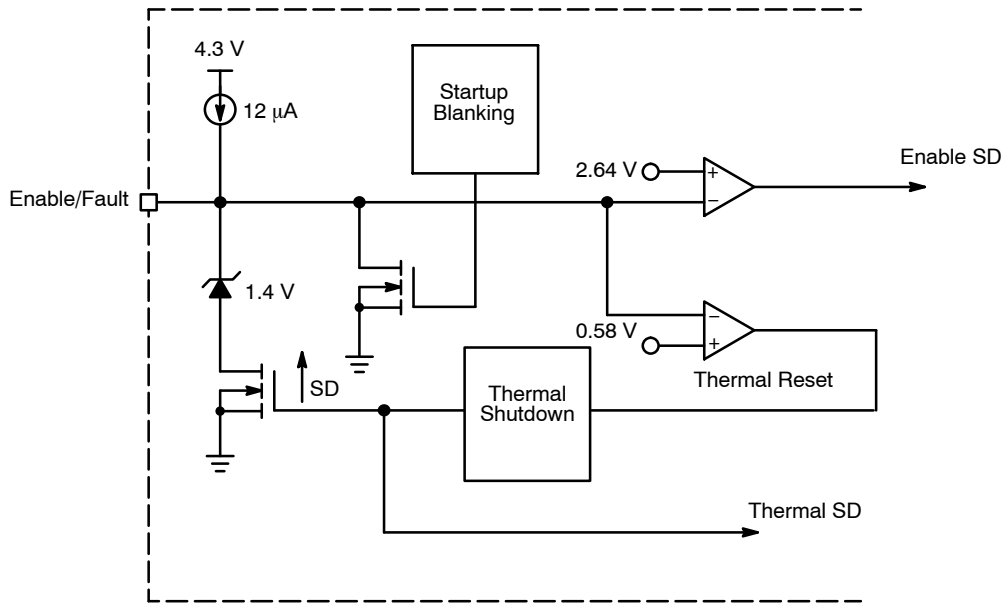 4.3 V
12 μA
Startup
Blanking
2.64 V
+
−
Enable SD
Enable/Fault
1.4 V
SD
0.58 V
−
+
Thermal Reset
Thermal
Shutdown
Thermal SD